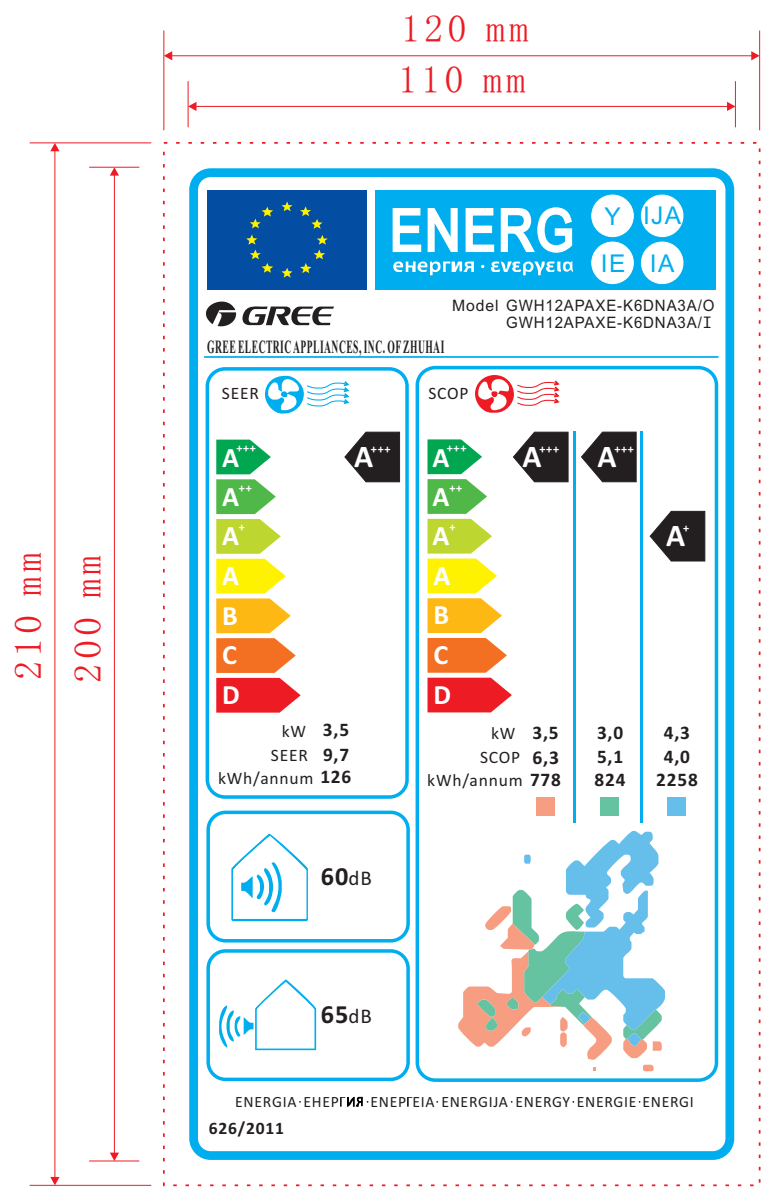 120 mm
110 mm
210 mm
200 mm
ENERG
енергия · ενεργεια
Y IJA
IE IA
GREE
Model GWH12APAXE-K6DNA3A/O
GWH12APAXE-K6DNA3A/I
GREE ELECTRIC APPLIANCES, INC. OF ZHUHAI
SEER
A+++ A+++
A++
A+
A
B
C
D
kW 3,5
SEER 9,7
kWh/annum 126
SCOP
A+++ A+++ A+++
A++
A+ A+
A
B
C
D
kW 3,5 3,0 4,3
SCOP 6,3 5,1 4,0
kWh/annum 778 824 2258
60dB
65dB
ENERGIA·ЕНЕРГИЯ·ΕΝΕΡΓΕΙΑ·ENERGIJA·ENERGY·ENERGIE·ENERGI
626/2011